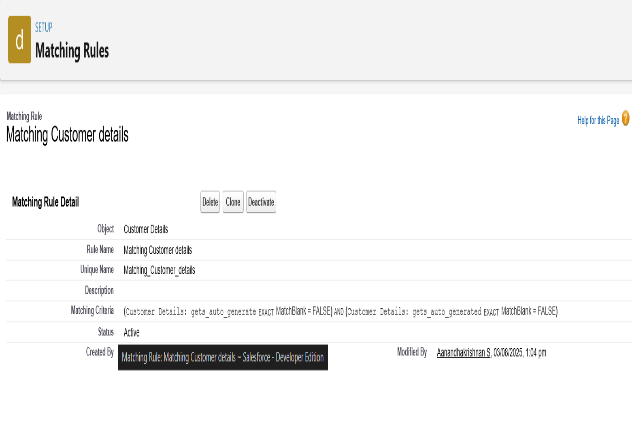 d
SETUP
Matching Rules
Matching Rule
Matching Customer details
Help for this Page ?
Matching Rule Detail
Delete Clone Deactivate
Object Customer Details
Rule Name Matching Customer details
Unique Name Matching_Customer_details
Description
Matching Criteria (Customer Details: gets_auto_generate EXACT MatchBlank = FALSE) AND (Customer Details: gets_auto_generated EXACT MatchBlank = FALSE)
Status Active
Created By Matching Rule: Matching Customer details ~ Salesforce - Developer Edition Modified By Aanandhakrishnan S, 03/08/2025, 1:04 pm